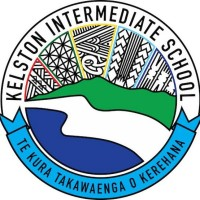 KELSTON INTERMEDIATE SCHOOL
TE KURA TAKAWAENGA O KEREHANA